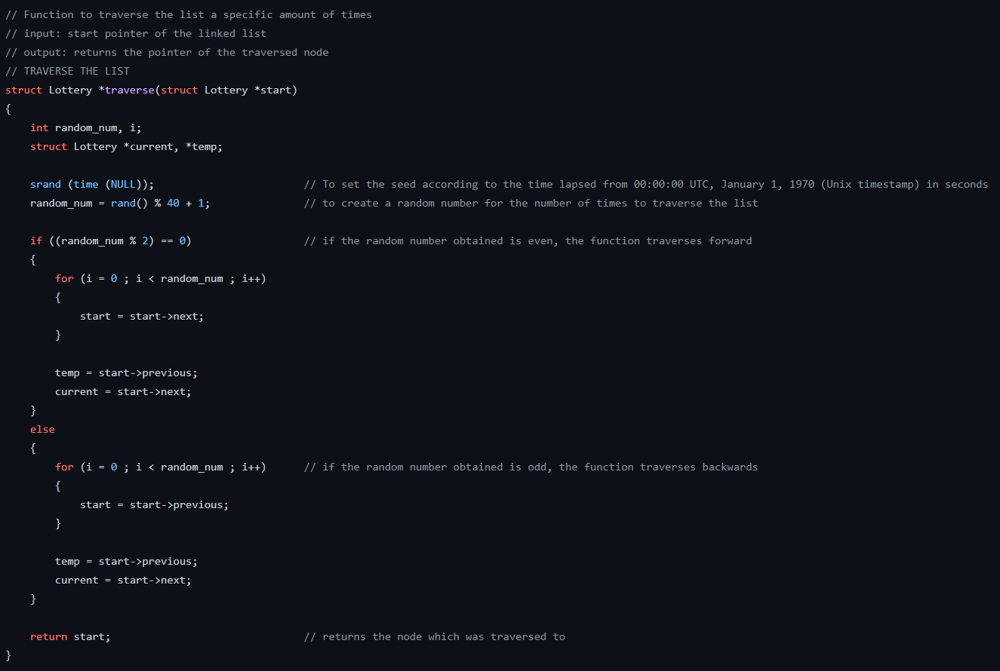 // Function to traverse the list a specific amount of times
// input: start pointer of the linked list
// output: returns the pointer of the traversed node
// TRAVERSE THE LIST
struct Lottery *traverse(struct Lottery *start)
{
    int random_num, i;
    struct Lottery *current, *temp;

    srand (time (NULL));                        // To set the seed according to the time lapsed from 00:00:00 UTC, January 1, 1970 (Unix timestamp) in seconds
    random_num = rand() % 40 + 1;               // to create a random number for the number of times to traverse the list

    if ((random_num % 2) == 0)                  // if the random number obtained is even, the function traverses forward
    {
        for (i = 0 ; i < random_num ; i++)
        {
            start = start->next;
        }

        temp = start->previous;
        current = start->next;
    }
    else
    {
        for (i = 0 ; i < random_num ; i++)      // if the random number obtained is odd, the function traverses backwards
        {
            start = start->previous;
        }

        temp = start->previous;
        current = start->next;
    }

    return start;                               // returns the node which was traversed to
}